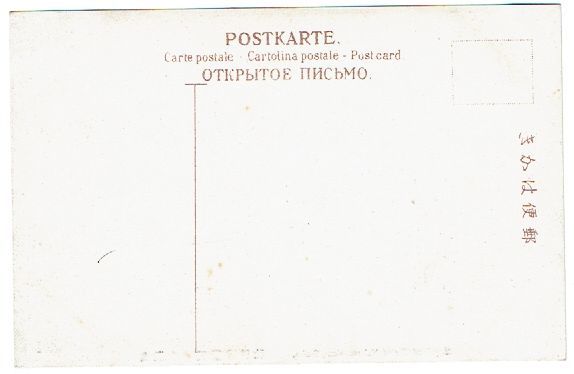 POSTKARTE.
Carte postale - Cartolina postale - Post card
ОТКРЫТОЕ ПИСЬМО.
郵便はかき